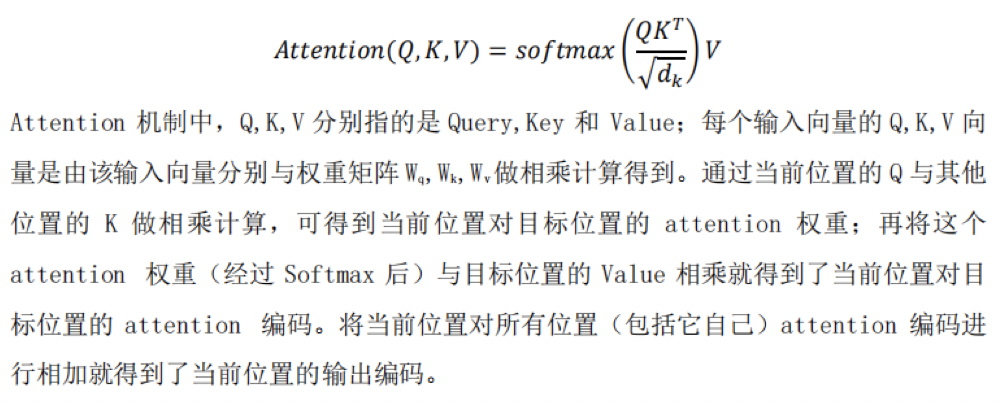 Attention(Q,K,V) = softmax(QK^T/√d_k)V
Attention 机制中，Q,K,V 分别指的是 Query,Key 和 Value；每个输入向量的 Q,K,V 向
量是由该输入向量分别与权重矩阵 Wq,Wk,Wv做相乘计算得到。通过当前位置的 Q 与其他
位置的 K 做相乘计算，可得到当前位置对目标位置的 attention 权重；再将这个
attention 权重（经过 Softmax 后）与目标位置的 Value 相乘就得到了当前位置对目
标位置的 attention 编码。将当前位置对所有位置（包括它自己）attention 编码进
行相加就得到了当前位置的输出编码。